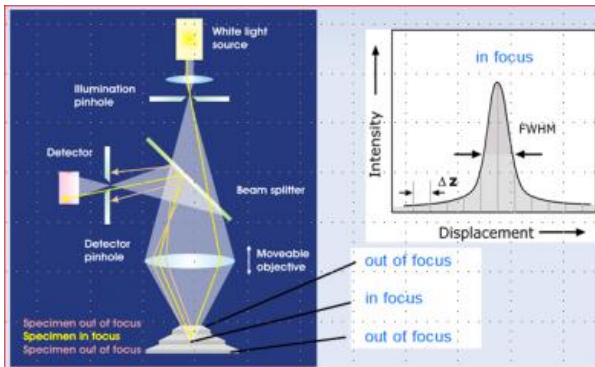 White light
source
Illumination
pinhole
Detector
Beam splitter
Detector
pinhole
Moveable
objective
Specimen out of focus
Specimen in focus
Specimen out of focus
in focus
Intensity
FWHM
Δz
Displacement
out of focus
in focus
out of focus